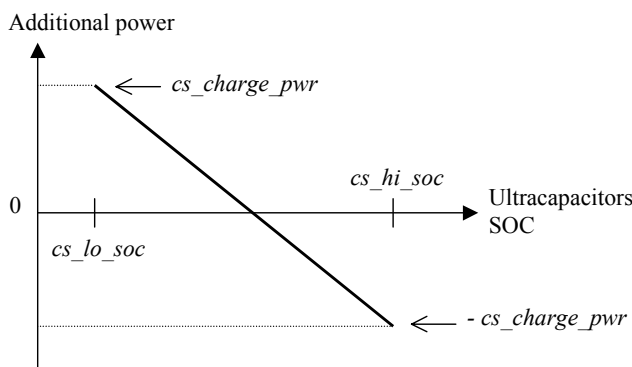 Additional power
cs_charge_pwr
cs_hi_soc
0
Ultracapacitors
SOC
cs_lo_soc
- cs_charge_pwr